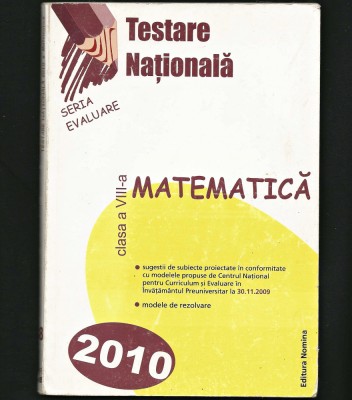 Testare
Națională
SERIA
EVALUARE
clasa a VIII-a
MATEMATICĂ
• sugestii de subiecte proiectate în conformitate
cu modelele propuse de Centrul Național
pentru Curriculum și Evaluare în
Învățământul Preuniversitar la 30.11.2009
• modele de rezolvare
2010
Editura Nomina